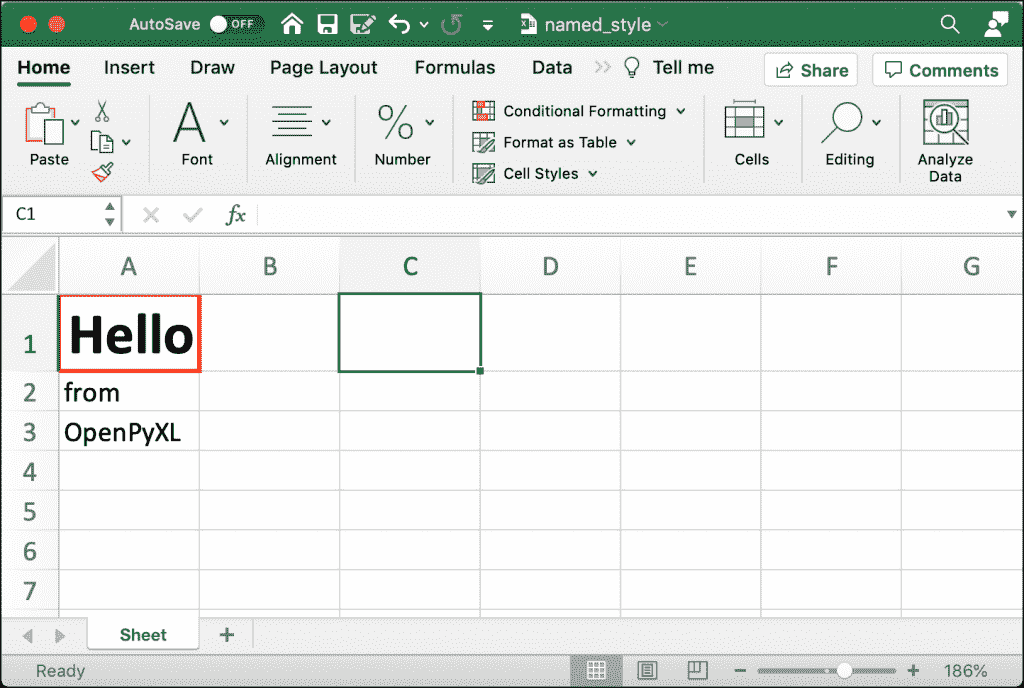 AutoSave OFF named_style
Home Insert Draw Page Layout Formulas Data >> Tell me Share Comments
Paste Font Alignment % Number Conditional Formatting Format as Table Cell Styles Cells Editing Analyze Data
C1 fx
A B C D E F G
1 Hello
2 from
3 OpenPyXL
4
5
6
7
Sheet +
Ready − + 186%